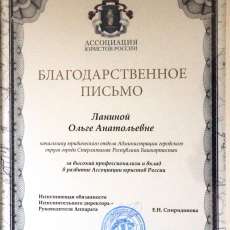 АССОЦИАЦИЯ
ЮРИСТОВ РОССИИ
БЛАГОДАРСТВЕННОЕ
ПИСЬМО
Ланиной
Ольге Анатольевне
начальнику юридического отдела Администрации городского
округа город Стерлитамак Республики Башкортостан
за высокий профессионализм и вклад
в развитие Ассоциации юристов России
Исполняющая обязанности
Исполнительного директора –
Руководителя Аппарата
Е.Н. Спиридонова